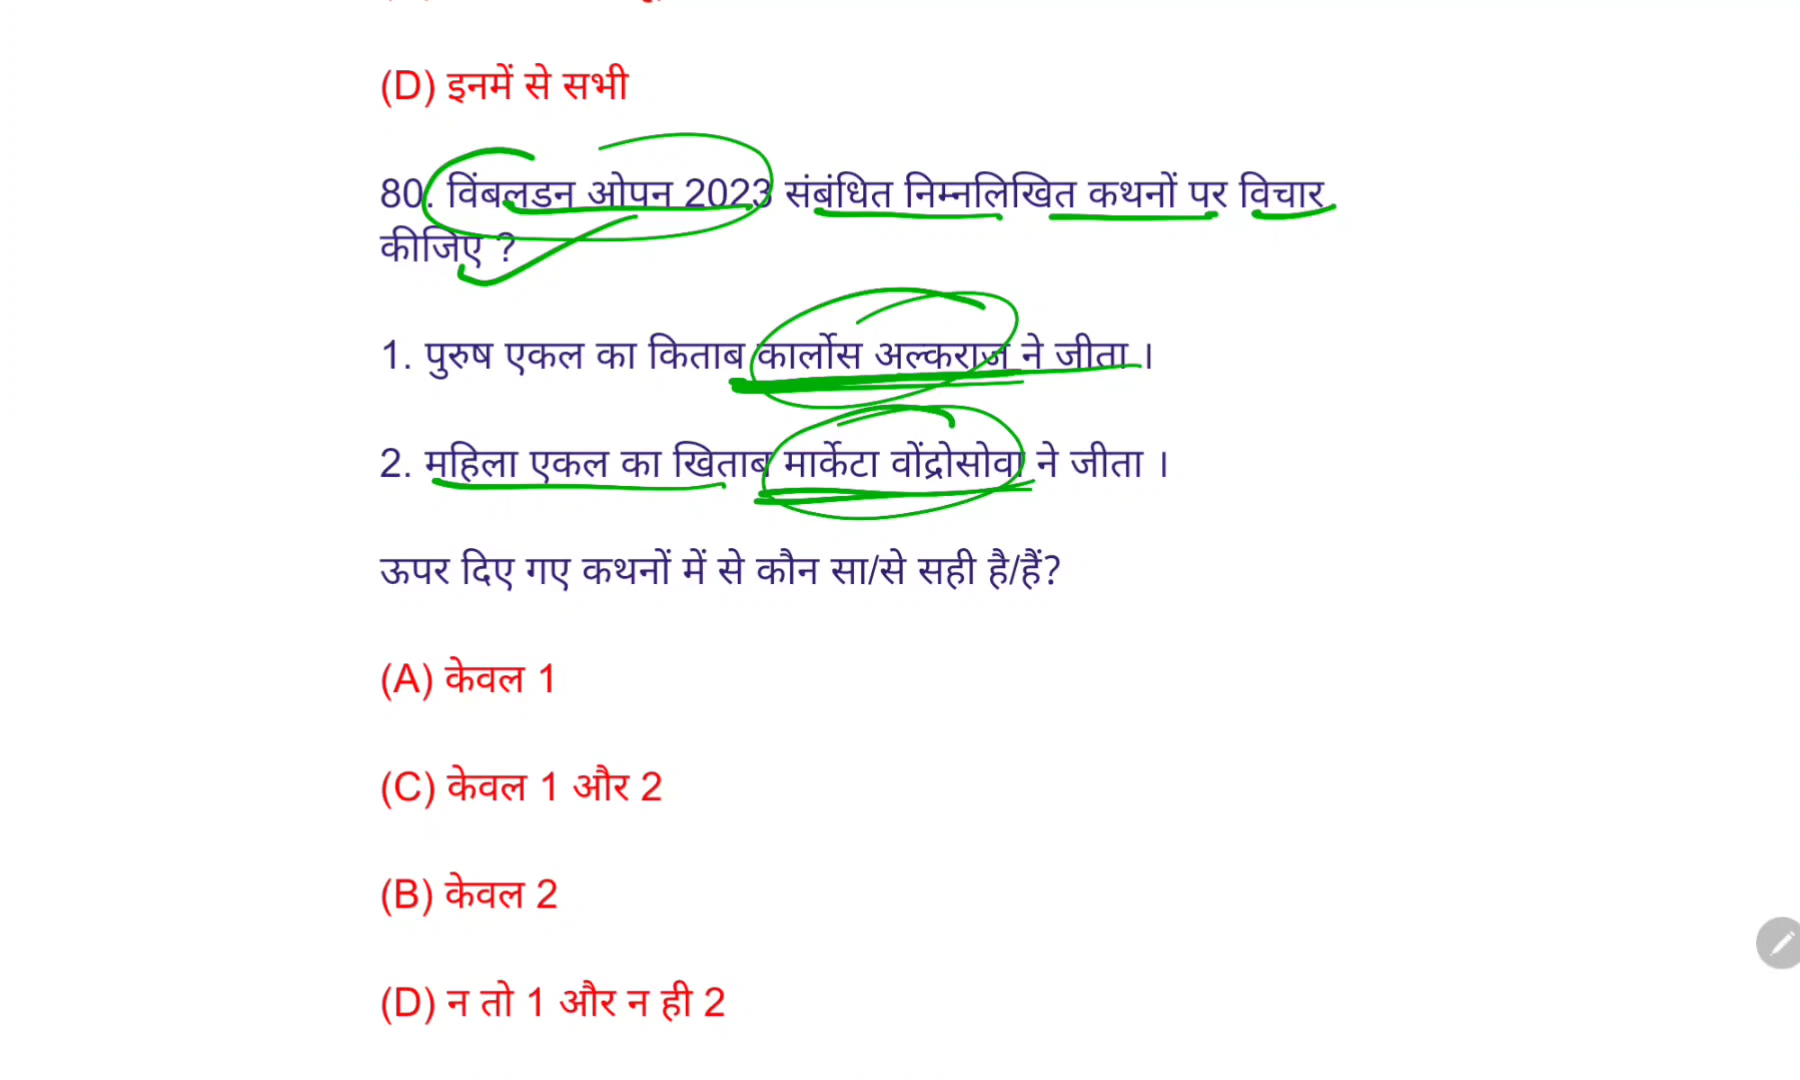 (D) इनमें से सभी
80. विंबलडन ओपन 2023 संबंधित निम्नलिखित कथनों पर विचार
कीजिए ?
1. पुरुष एकल का किताब कार्लोस अल्कराज ने जीता ।
2. महिला एकल का खिताब मार्केटा वोंद्रोसोवा ने जीता ।
ऊपर दिए गए कथनों में से कौन सा/से सही है/हैं?
(A) केवल 1
(C) केवल 1 और 2
(B) केवल 2
(D) न तो 1 और न ही 2